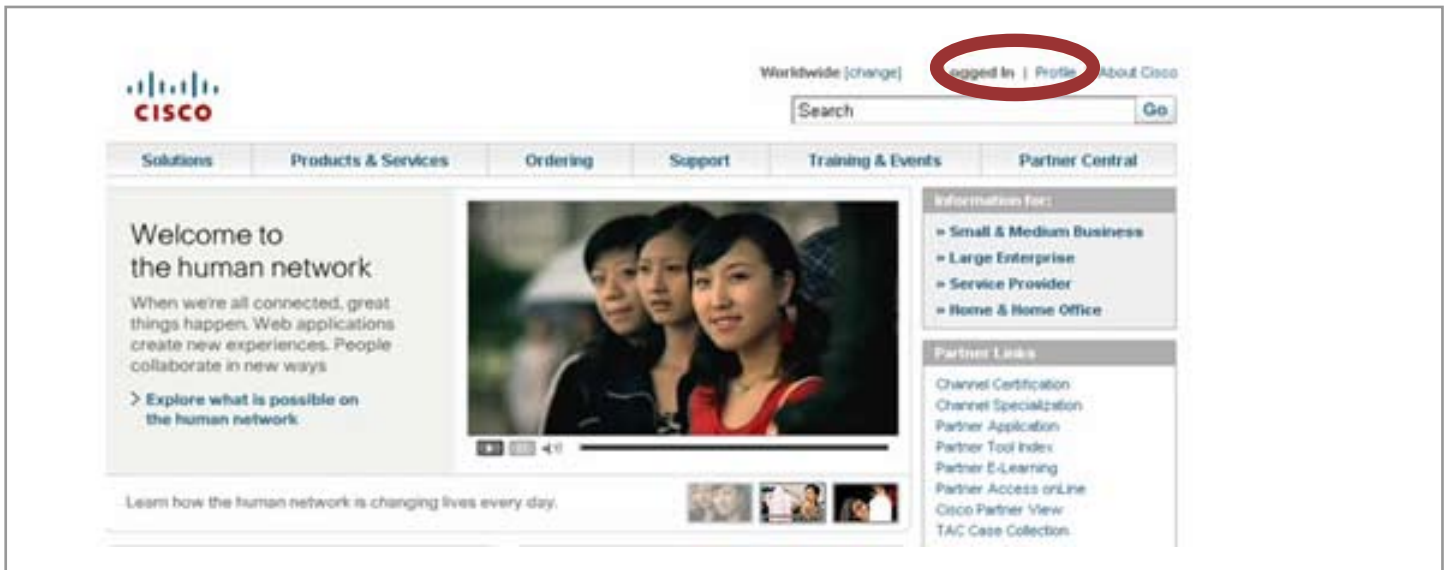 Worldwide [change] Logged In | Profile | About Cisco
CISCO
Search Go
Solutions Products & Services Ordering Support Training & Events Partner Central
Welcome to
the human network
When we're all connected, great
things happen. Web applications
create new experiences. People
collaborate in new ways
> Explore what is possible on
the human network
Learn how the human network is changing lives every day.
Information for:
» Small & Medium Business
» Large Enterprise
» Service Provider
» Home & Home Office
Partner Links
Channel Certification
Channel Specialization
Partner Application
Partner Tool Index
Partner E-Learning
Partner Access onLine
Cisco Partner View
TAC Case Collection